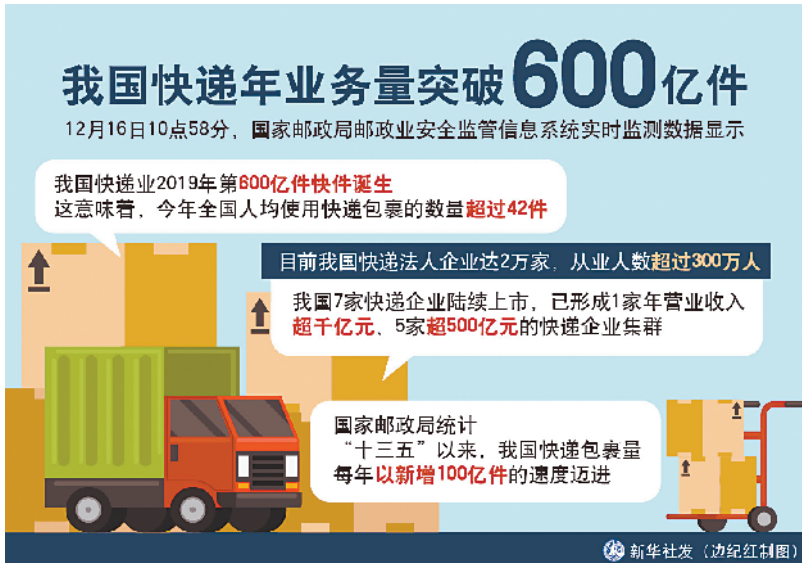 我国快递年业务量突破600亿件
12月16日10点58分，国家邮政局邮政业安全监管信息系统实时监测数据显示
我国快递业2019年第600亿件快件诞生
这意味着，今年全国人均使用快递包裹的数量超过42件
目前我国快递法人企业达2万家，从业人数超过300万人
我国7家快递企业陆续上市，已形成1家年营业收入
超千亿元、5家超500亿元的快递企业集群
国家邮政局统计
“十三五”以来，我国快递包裹量
每年以新增100亿件的速度迈进
新华社发（边纪红制图）